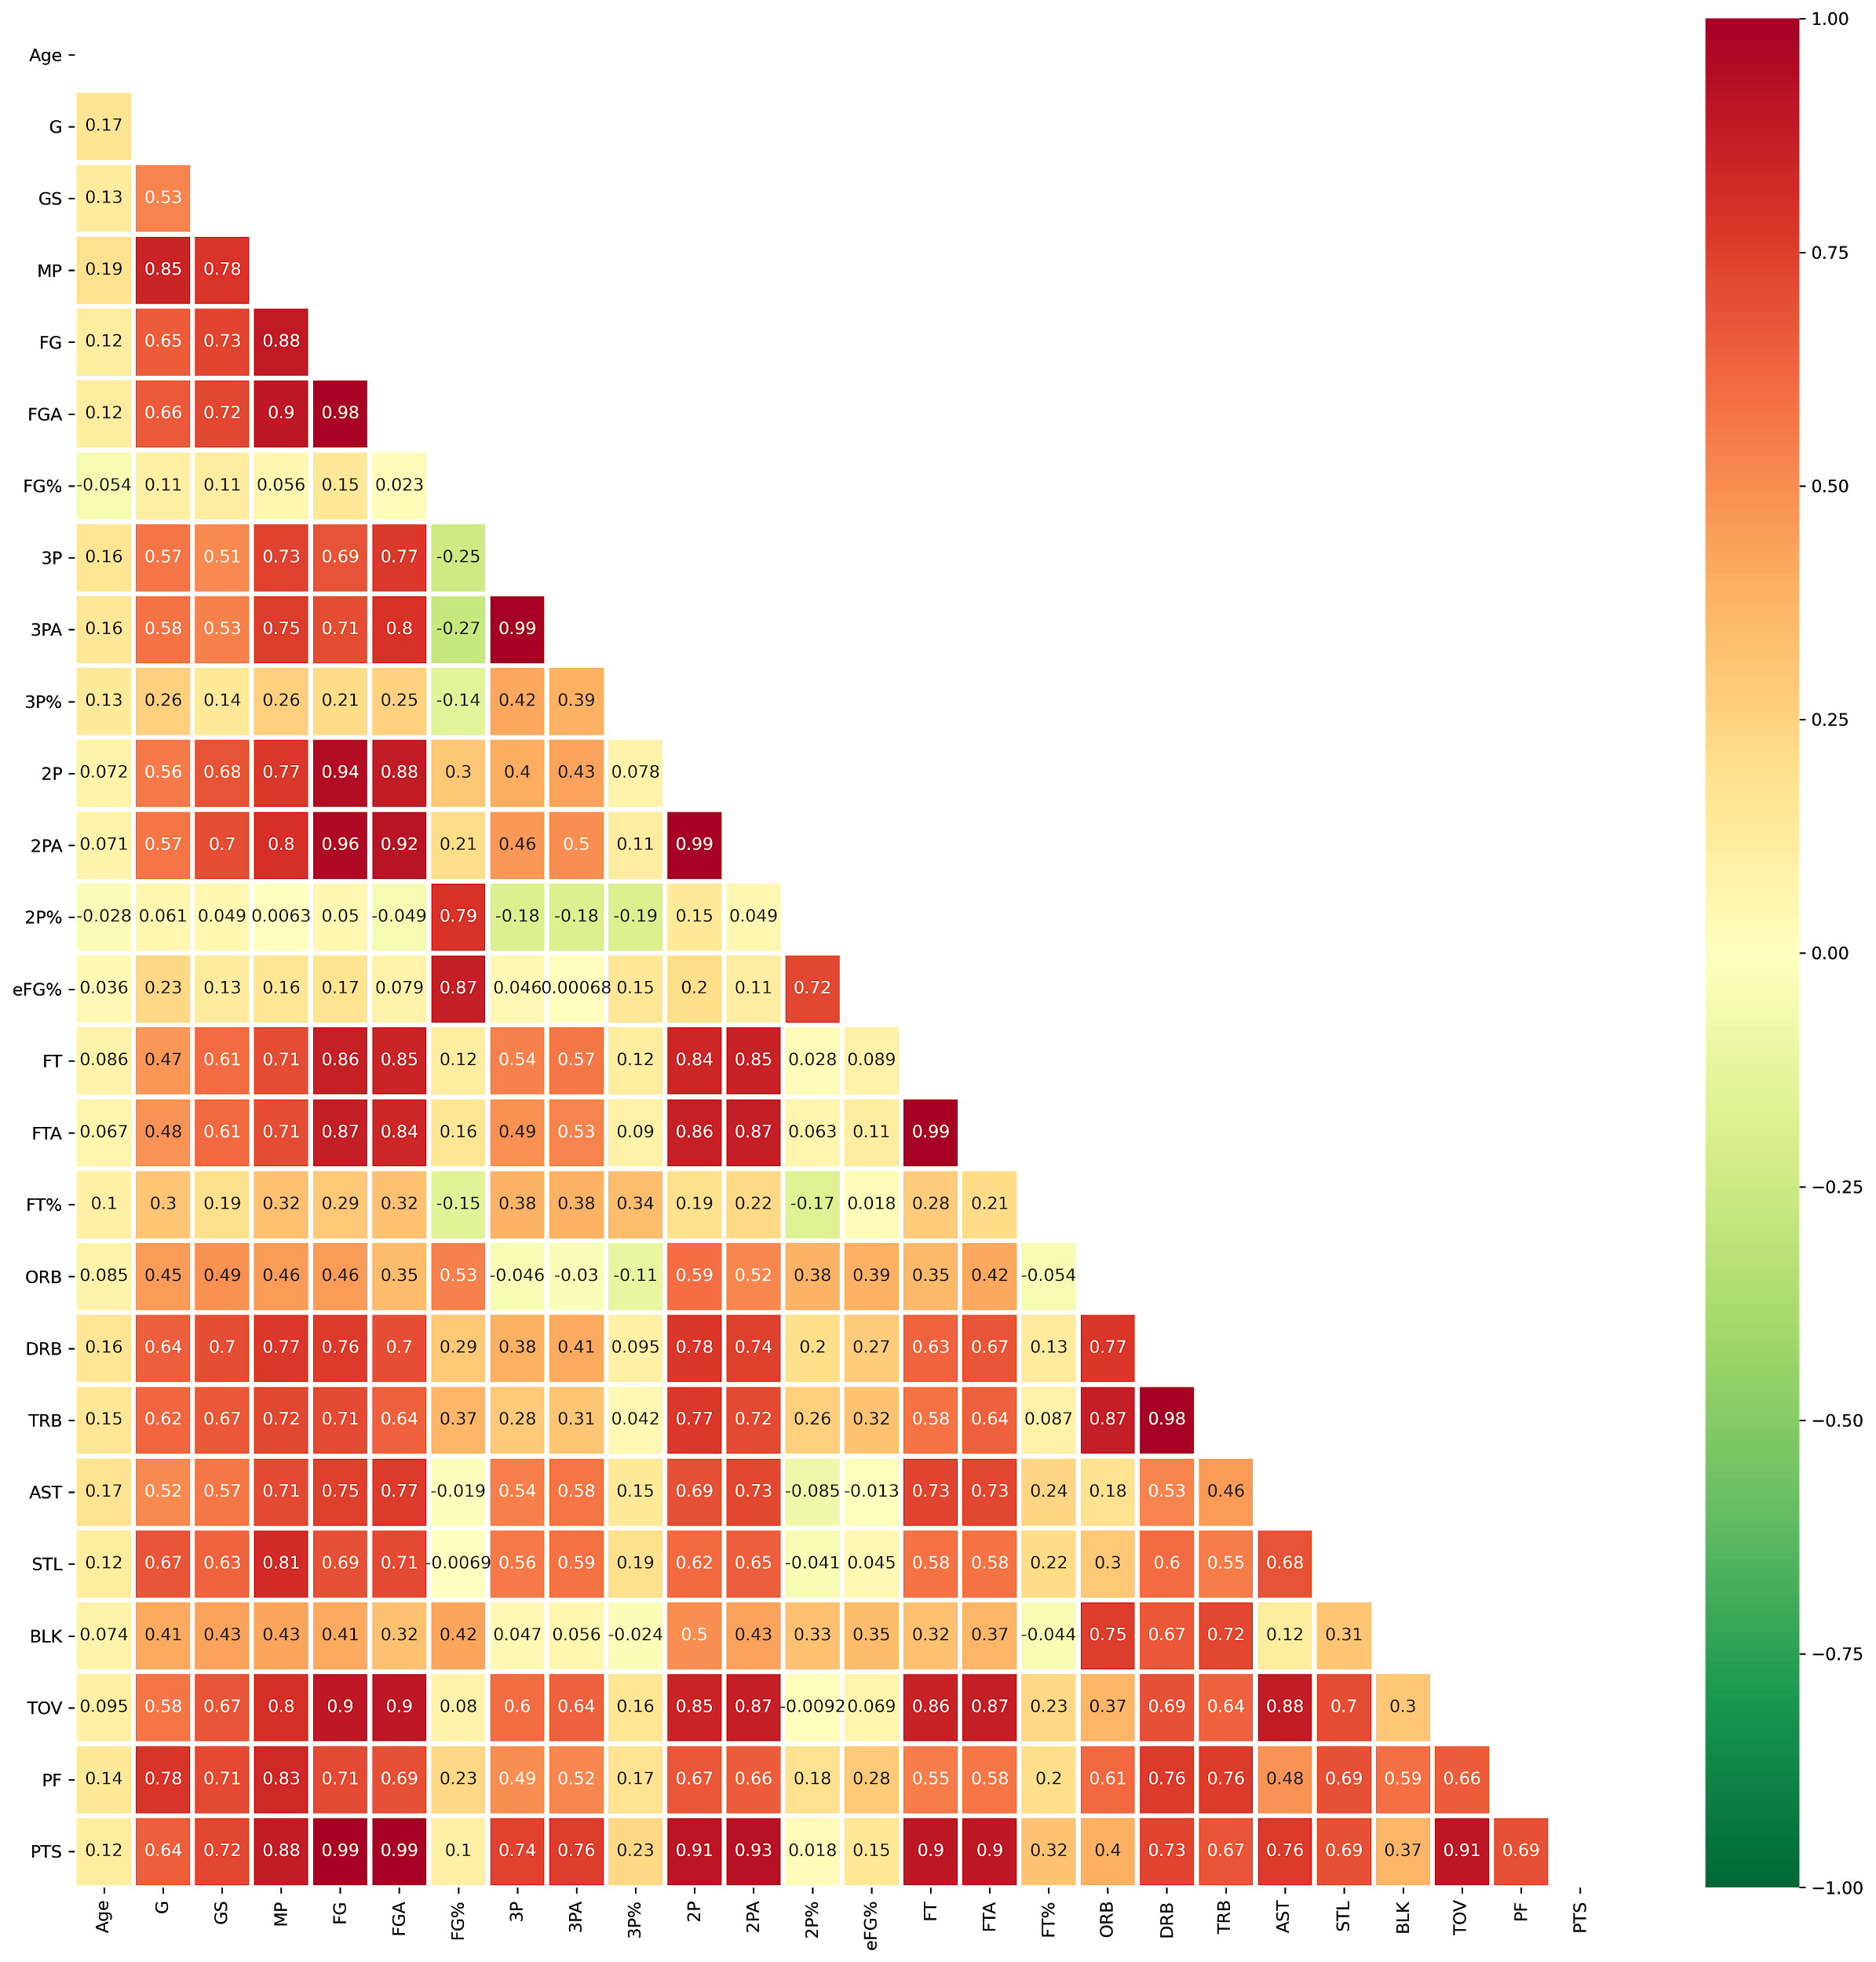 Age
G 0.17
GS 0.13 0.53
MP 0.19 0.85 0.78
FG 0.12 0.65 0.73 0.88
FGA 0.12 0.66 0.72 0.9 0.98
FG% -0.054 0.11 0.11 0.056 0.15 0.023
3P 0.16 0.57 0.51 0.73 0.69 0.77 -0.25
3PA 0.16 0.58 0.53 0.75 0.71 0.8 -0.27 0.99
3P% 0.13 0.26 0.14 0.26 0.21 0.25 -0.14 0.42 0.39
2P 0.072 0.56 0.68 0.77 0.94 0.88 0.3 0.4 0.43 0.078
2PA 0.071 0.57 0.7 0.8 0.96 0.92 0.21 0.46 0.5 0.11 0.99
2P% -0.028 0.061 0.049 0.0063 0.05 -0.049 0.79 -0.18 -0.18 -0.19 0.15 0.049
eFG% 0.036 0.23 0.13 0.16 0.17 0.079 0.87 0.046 0.00068 0.15 0.2 0.11 0.72
FT 0.086 0.47 0.61 0.71 0.86 0.85 0.12 0.54 0.57 0.12 0.84 0.85 0.028 0.089
FTA 0.067 0.48 0.61 0.71 0.87 0.84 0.16 0.49 0.53 0.09 0.86 0.87 0.063 0.11 0.99
FT% 0.1 0.3 0.19 0.32 0.29 0.32 -0.15 0.38 0.38 0.34 0.19 0.22 -0.17 0.018 0.28 0.21
ORB 0.085 0.45 0.49 0.46 0.46 0.35 0.53 -0.046 -0.03 -0.11 0.59 0.52 0.38 0.39 0.35 0.42 -0.054
DRB 0.16 0.64 0.7 0.77 0.76 0.7 0.29 0.38 0.41 0.095 0.78 0.74 0.2 0.27 0.63 0.67 0.13 0.77
TRB 0.15 0.62 0.67 0.72 0.71 0.64 0.37 0.28 0.31 0.042 0.77 0.72 0.26 0.32 0.58 0.64 0.087 0.87 0.98
AST 0.17 0.52 0.57 0.71 0.75 0.77 -0.019 0.54 0.58 0.15 0.69 0.73 -0.085 -0.013 0.73 0.73 0.24 0.18 0.53 0.46
STL 0.12 0.67 0.63 0.81 0.69 0.71 -0.0069 0.56 0.59 0.19 0.62 0.65 -0.041 0.045 0.58 0.58 0.22 0.3 0.6 0.55 0.68
BLK 0.074 0.41 0.43 0.43 0.41 0.32 0.42 0.047 0.056 -0.024 0.5 0.43 0.33 0.35 0.32 0.37 -0.044 0.75 0.67 0.72 0.12 0.31
TOV 0.095 0.58 0.67 0.8 0.9 0.9 0.08 0.6 0.64 0.16 0.85 0.87 -0.0092 0.069 0.86 0.87 0.23 0.37 0.69 0.64 0.88 0.7 0.3
PF 0.14 0.78 0.71 0.83 0.71 0.69 0.23 0.49 0.52 0.17 0.67 0.66 0.18 0.28 0.55 0.58 0.2 0.61 0.76 0.76 0.48 0.69 0.59 0.66
PTS 0.12 0.64 0.72 0.88 0.99 0.99 0.1 0.74 0.76 0.23 0.91 0.93 0.018 0.15 0.9 0.9 0.32 0.4 0.73 0.67 0.76 0.69 0.37 0.91 0.69
Age G GS MP FG FGA FG% 3P 3PA 3P% 2P 2PA 2P% eFG% FT FTA FT% ORB DRB TRB AST STL BLK TOV PF PTS
1.00
0.75
0.50
0.25
0.00
−0.25
−0.50
−0.75
−1.00